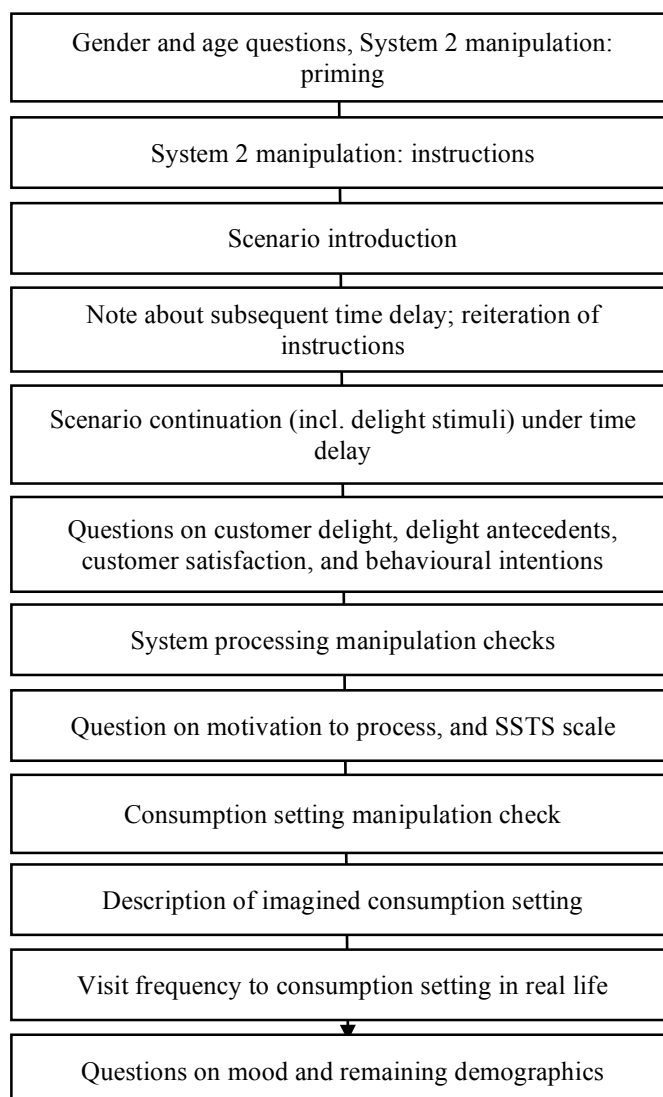 Gender and age questions, System 2 manipulation:
priming
System 2 manipulation: instructions
Scenario introduction
Note about subsequent time delay; reiteration of
instructions
Scenario continuation (incl. delight stimuli) under time
delay
Questions on customer delight, delight antecedents,
customer satisfaction, and behavioural intentions
System processing manipulation checks
Question on motivation to process, and SSTS scale
Consumption setting manipulation check
Description of imagined consumption setting
Visit frequency to consumption setting in real life
Questions on mood and remaining demographics